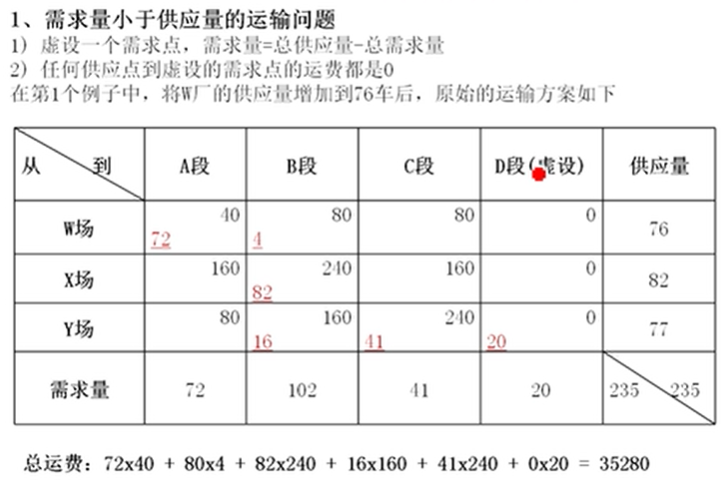 1、需求量小于供应量的运输问题
1) 虚设一个需求点，需求量=总供应量-总需求量
2) 任何供应点到虚设的需求点的运费都是0
在第1个例子中，将W厂的供应量增加到76车后，原始的运输方案如下
从 到 A段 B段 C段 D段(虚设) 供应量
40 80 80 0
W场 76
72 4
160 240 160 0
X场 82
82
80 160 240 0
Y场 77
16 41 20
需求量 72 102 41 20 235 235
总运费：72x40 + 80x4 + 82x240 + 16x160 + 41x240 + 0x20 = 35280